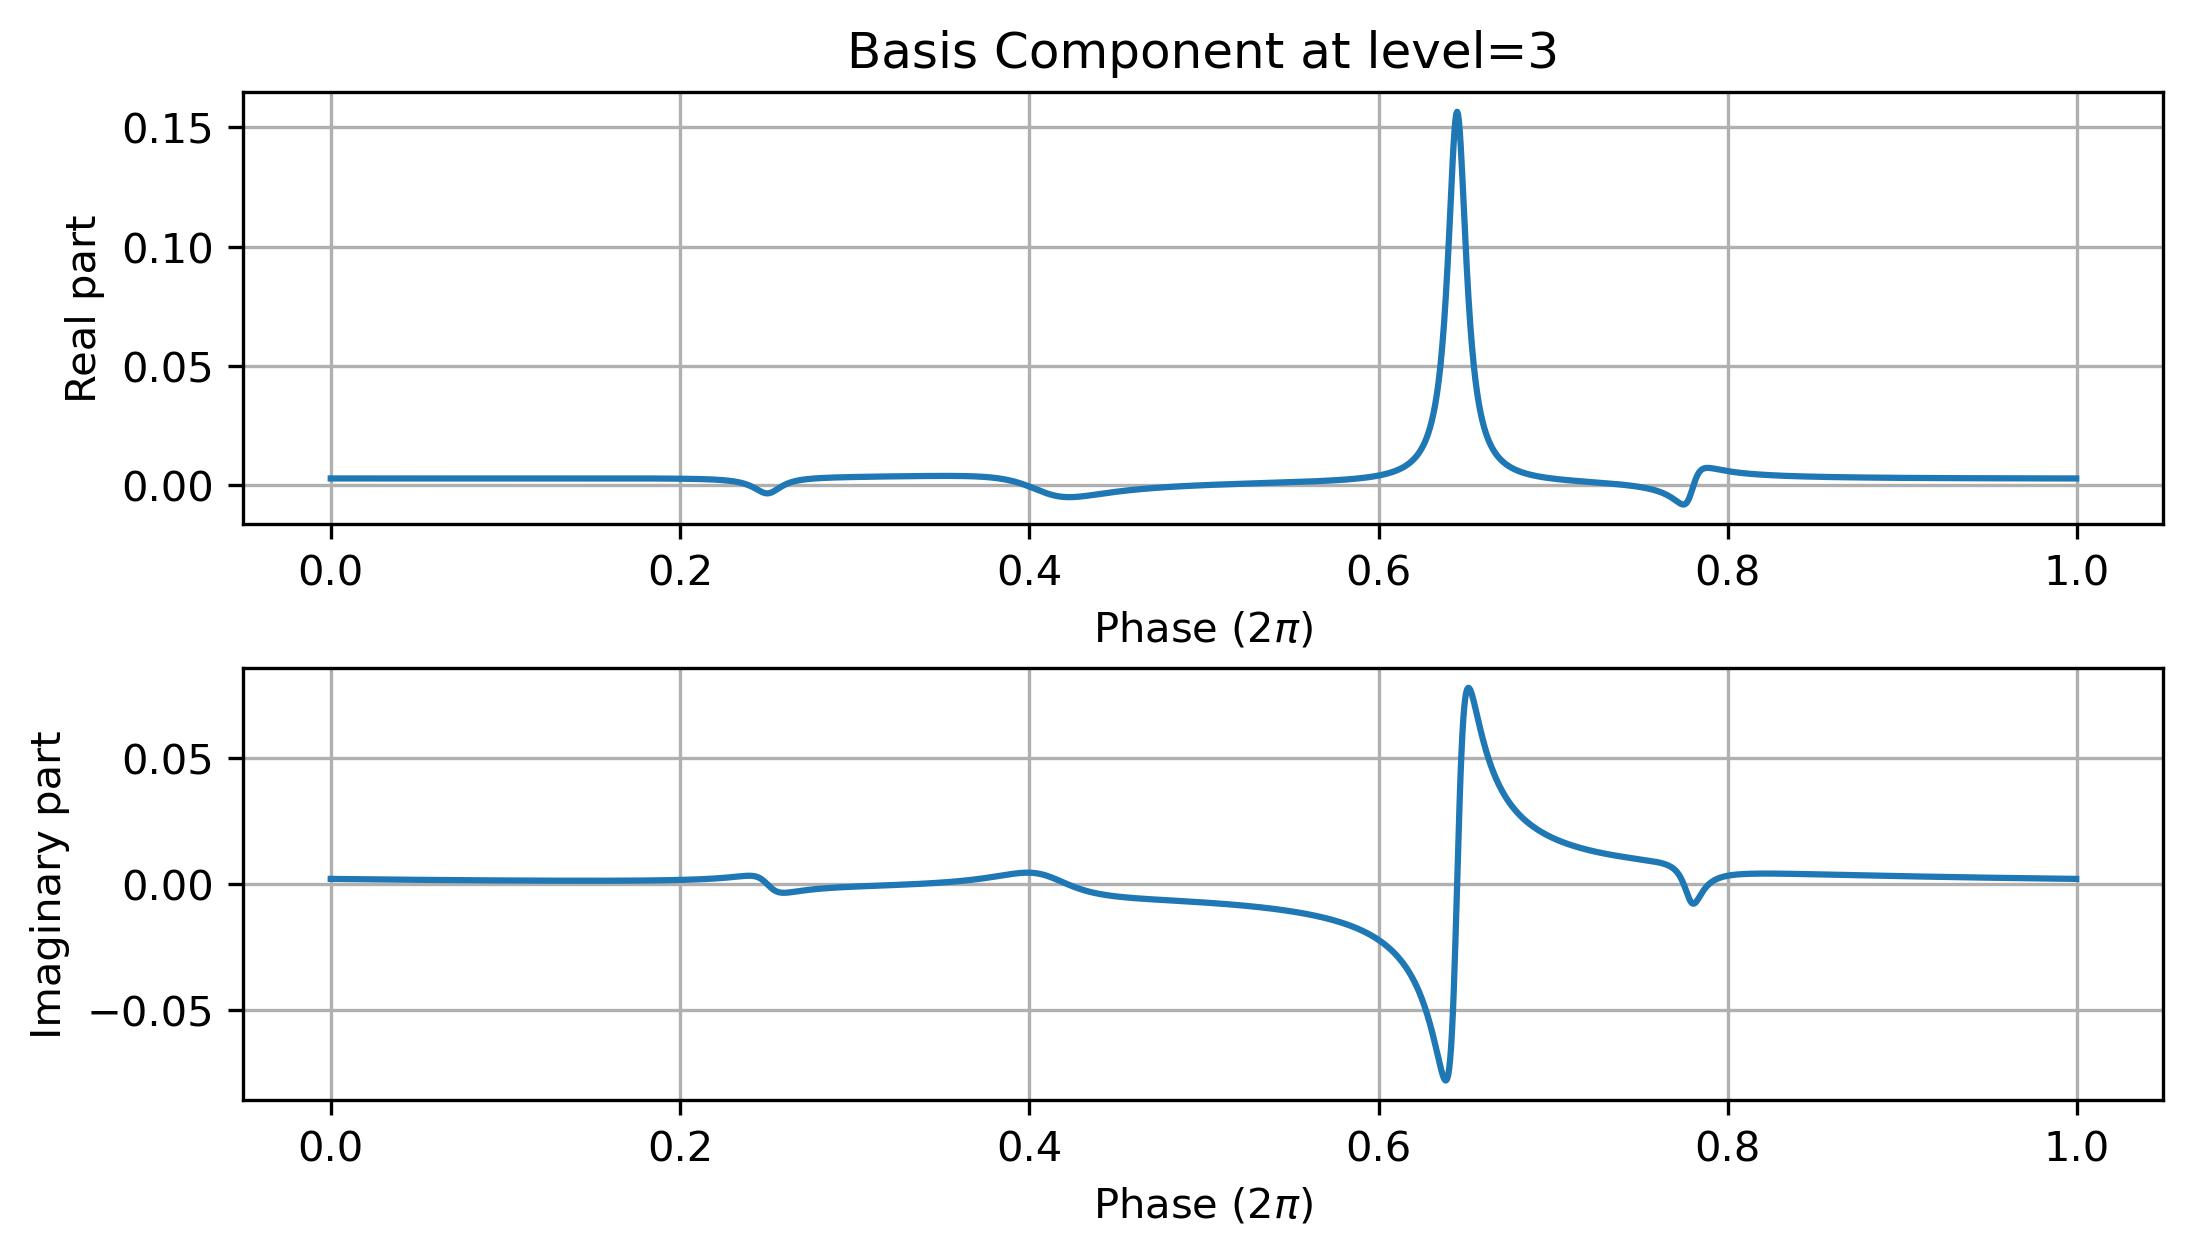 Basis Component at level=3
Real part
0.15
0.10
0.05
0.00
0.0 0.2 0.4 0.6 0.8 1.0
Phase (2π)
Imaginary part
0.05
0.00
−0.05
0.0 0.2 0.4 0.6 0.8 1.0
Phase (2π)